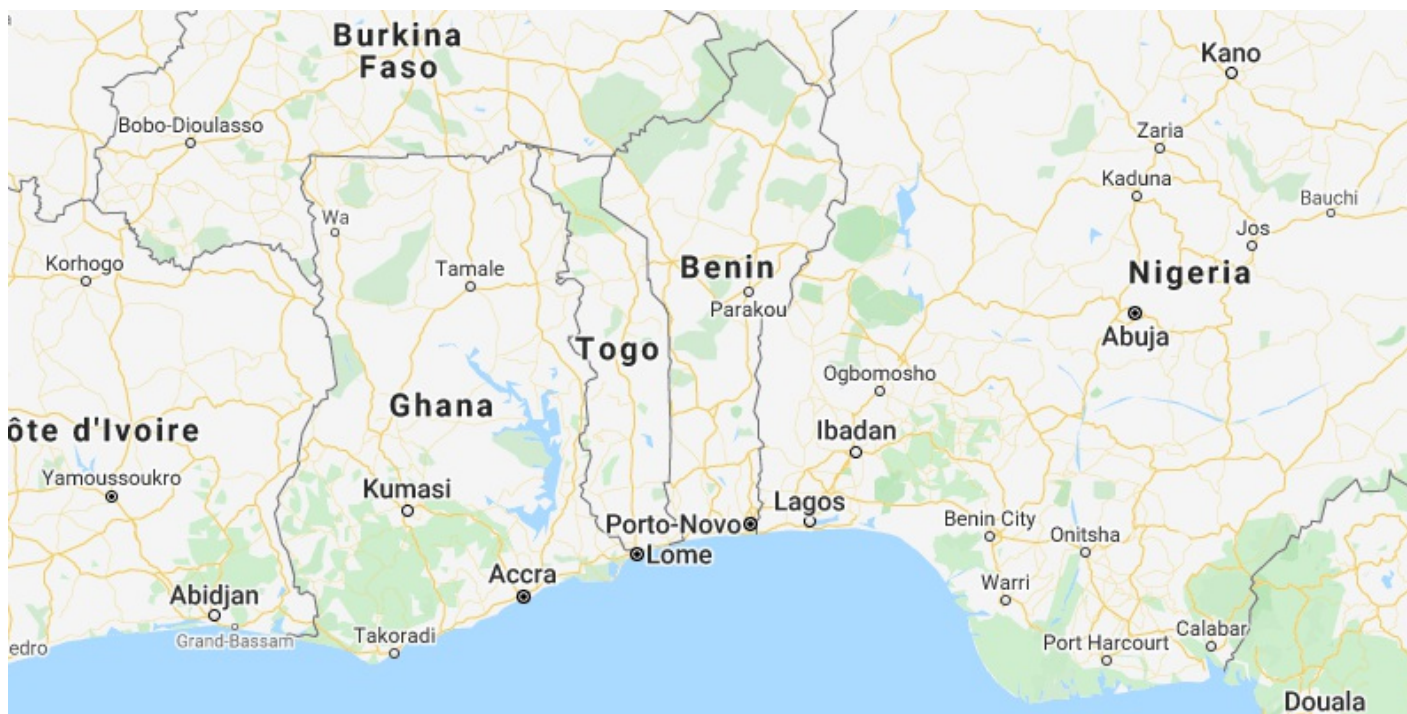 Burkina
Faso
Kano
Bobo-Dioulasso
Zaria
Kaduna
Bauchi
Wa
Jos
Korhogo
Tamale
Benin
Nigeria
Parakou
Abuja
Togo
Ogbomosho
Ghana
ôte d'Ivoire
Ibadan
Yamoussoukro
Kumasi
Lagos
Porto-Novo
Benin City
Onitsha
Lome
Accra
Warri
Abidjan
Takoradi
Grand-Bassam
Calabar
Port Harcourt
edro
Douala